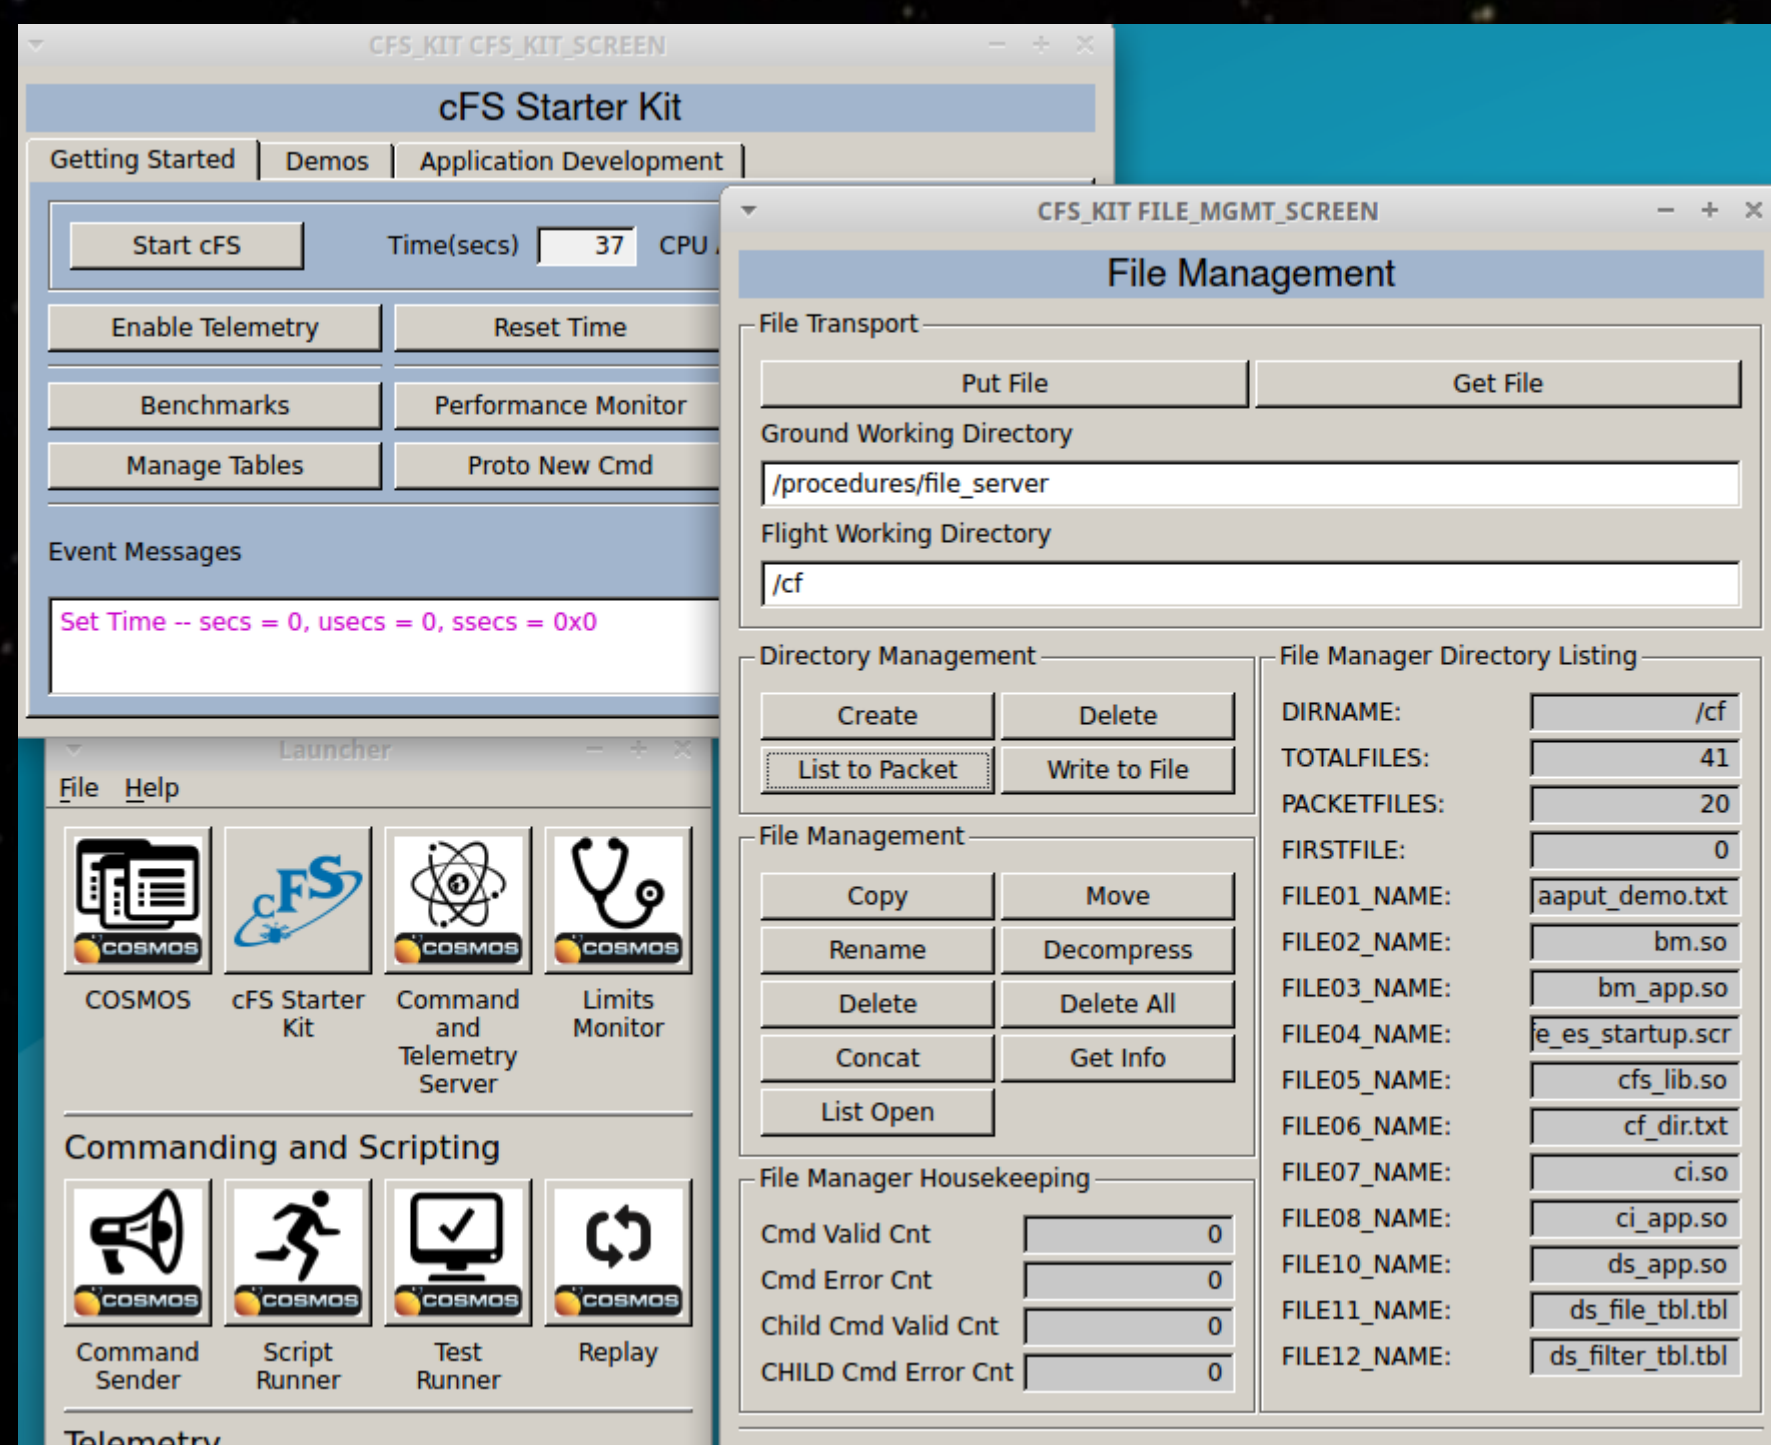 CFS_KIT CFS_KIT_SCREEN
cFS Starter Kit
Getting Started
Demos
Application Development
Start cFS
Time(secs)
37
CPU
Enable Telemetry
Reset Time
Benchmarks
Performance Monitor
Manage Tables
Proto New Cmd
Event Messages
Set Time -- secs = 0, usecs = 0, ssecs = 0x0
Launcher
File Help
COSMOS
cFS
COSMOS
COSMOS
COSMOS
cFS Starter
Kit
Command
and
Telemetry
Server
Limits
Monitor
Commanding and Scripting
COSMOS
COSMOS
COSMOS
COSMOS
Command
Sender
Script
Runner
Test
Runner
Replay
Telemetry
CFS_KIT FILE_MGMT_SCREEN
File Management
File Transport
Put File
Get File
Ground Working Directory
/procedures/file_server
Flight Working Directory
/cf
Directory Management
Create
Delete
List to Packet
Write to File
File Management
Copy
Move
Rename
Decompress
Delete
Delete All
Concat
Get Info
List Open
File Manager Housekeeping
Cmd Valid Cnt 0
Cmd Error Cnt 0
Child Cmd Valid Cnt 0
CHILD Cmd Error Cnt 0
File Manager Directory Listing
DIRNAME: /cf
TOTALFILES: 41
PACKETFILES: 20
FIRSTFILE: 0
FILE01_NAME: aaput_demo.txt
FILE02_NAME: bm.so
FILE03_NAME: bm_app.so
FILE04_NAME: e_es_startup.scr
FILE05_NAME: cfs_lib.so
FILE06_NAME: cf_dir.txt
FILE07_NAME: ci.so
FILE08_NAME: ci_app.so
FILE10_NAME: ds_app.so
FILE11_NAME: ds_file_tbl.tbl
FILE12_NAME: ds_filter_tbl.tbl